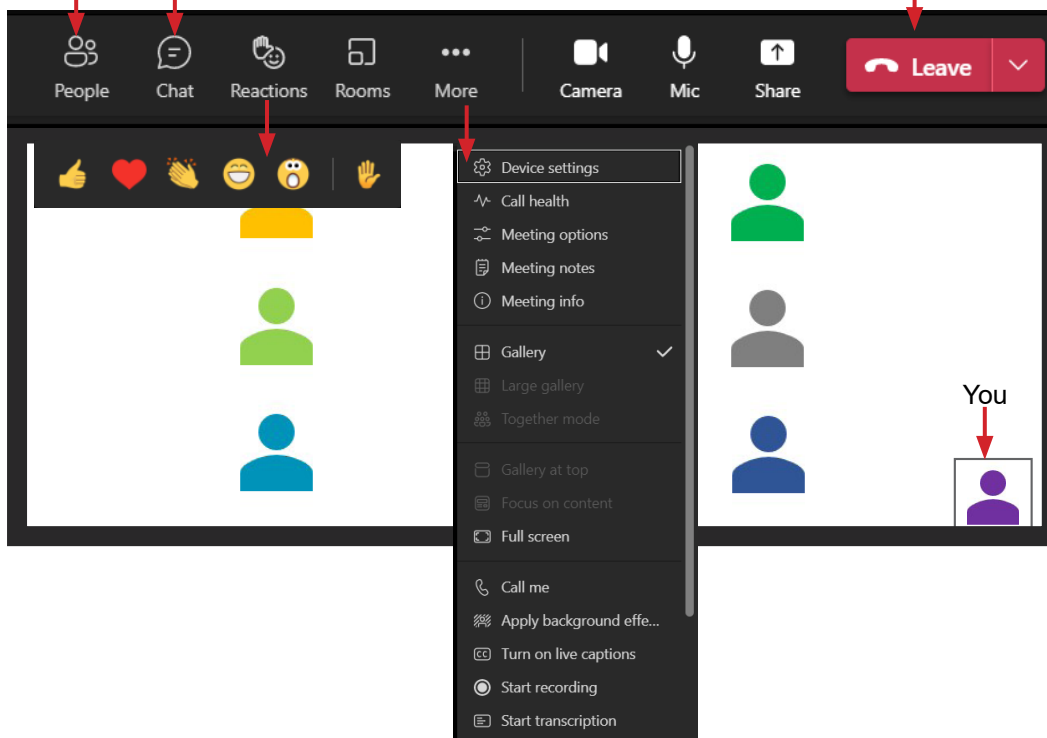 People Chat Reactions Rooms More Camera Mic Share Leave
Device settings
Call health
Meeting options
Meeting notes
Meeting info
Gallery
Large gallery
Together mode
Gallery at top
Focus on content
Full screen
Call me
Apply background effe...
CC Turn on live captions
Start recording
Start transcription
You